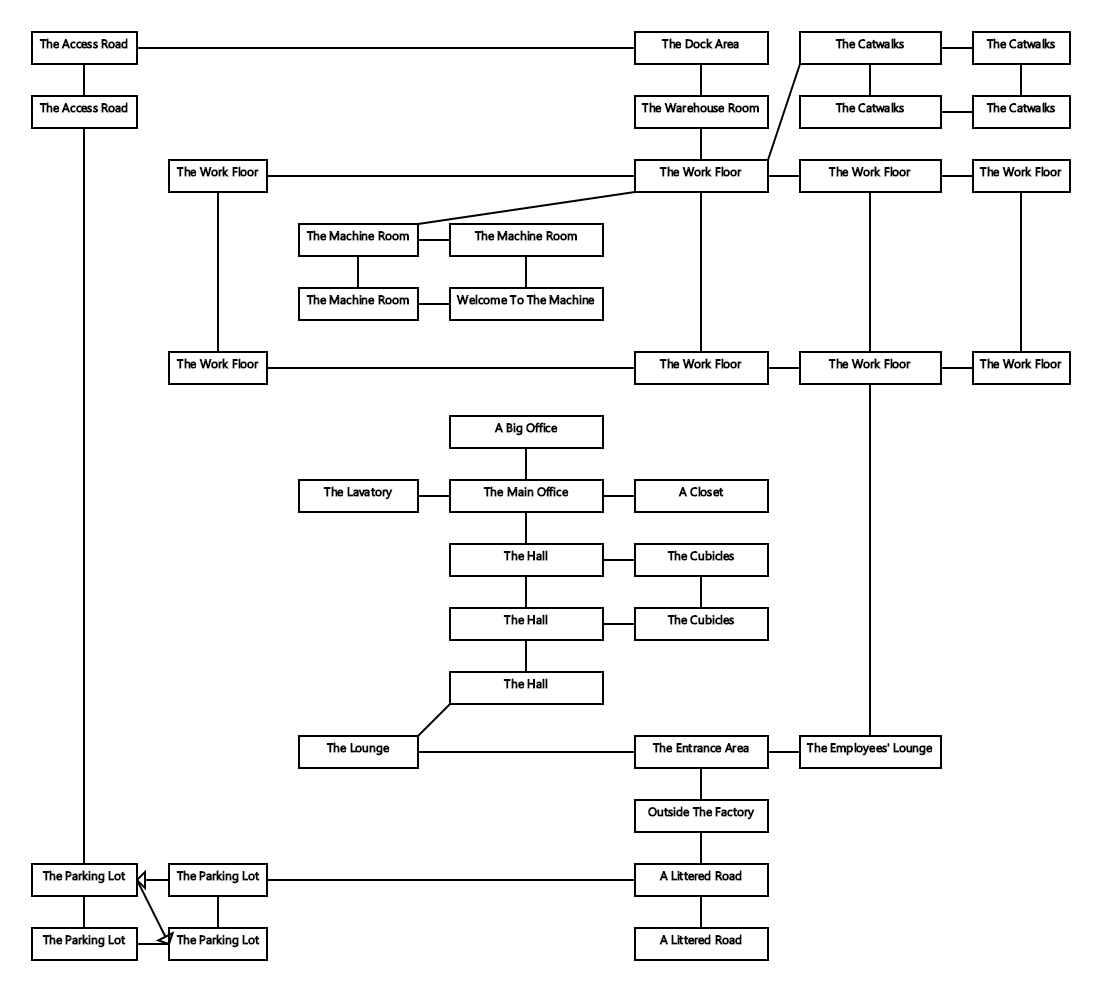 The Access Road
The Dock Area
The Catwalks
The Catwalks
The Access Road
The Warehouse Room
The Catwalks
The Catwalks
The Work Floor
The Work Floor
The Work Floor
The Work Floor
The Machine Room
The Machine Room
The Machine Room
Welcome To The Machine
The Work Floor
The Work Floor
The Work Floor
The Work Floor
A Big Office
The Lavatory
The Main Office
A Closet
The Hall
The Cubicles
The Hall
The Cubicles
The Hall
The Lounge
The Entrance Area
The Employees' Lounge
Outside The Factory
The Parking Lot
The Parking Lot
A Littered Road
The Parking Lot
The Parking Lot
A Littered Road